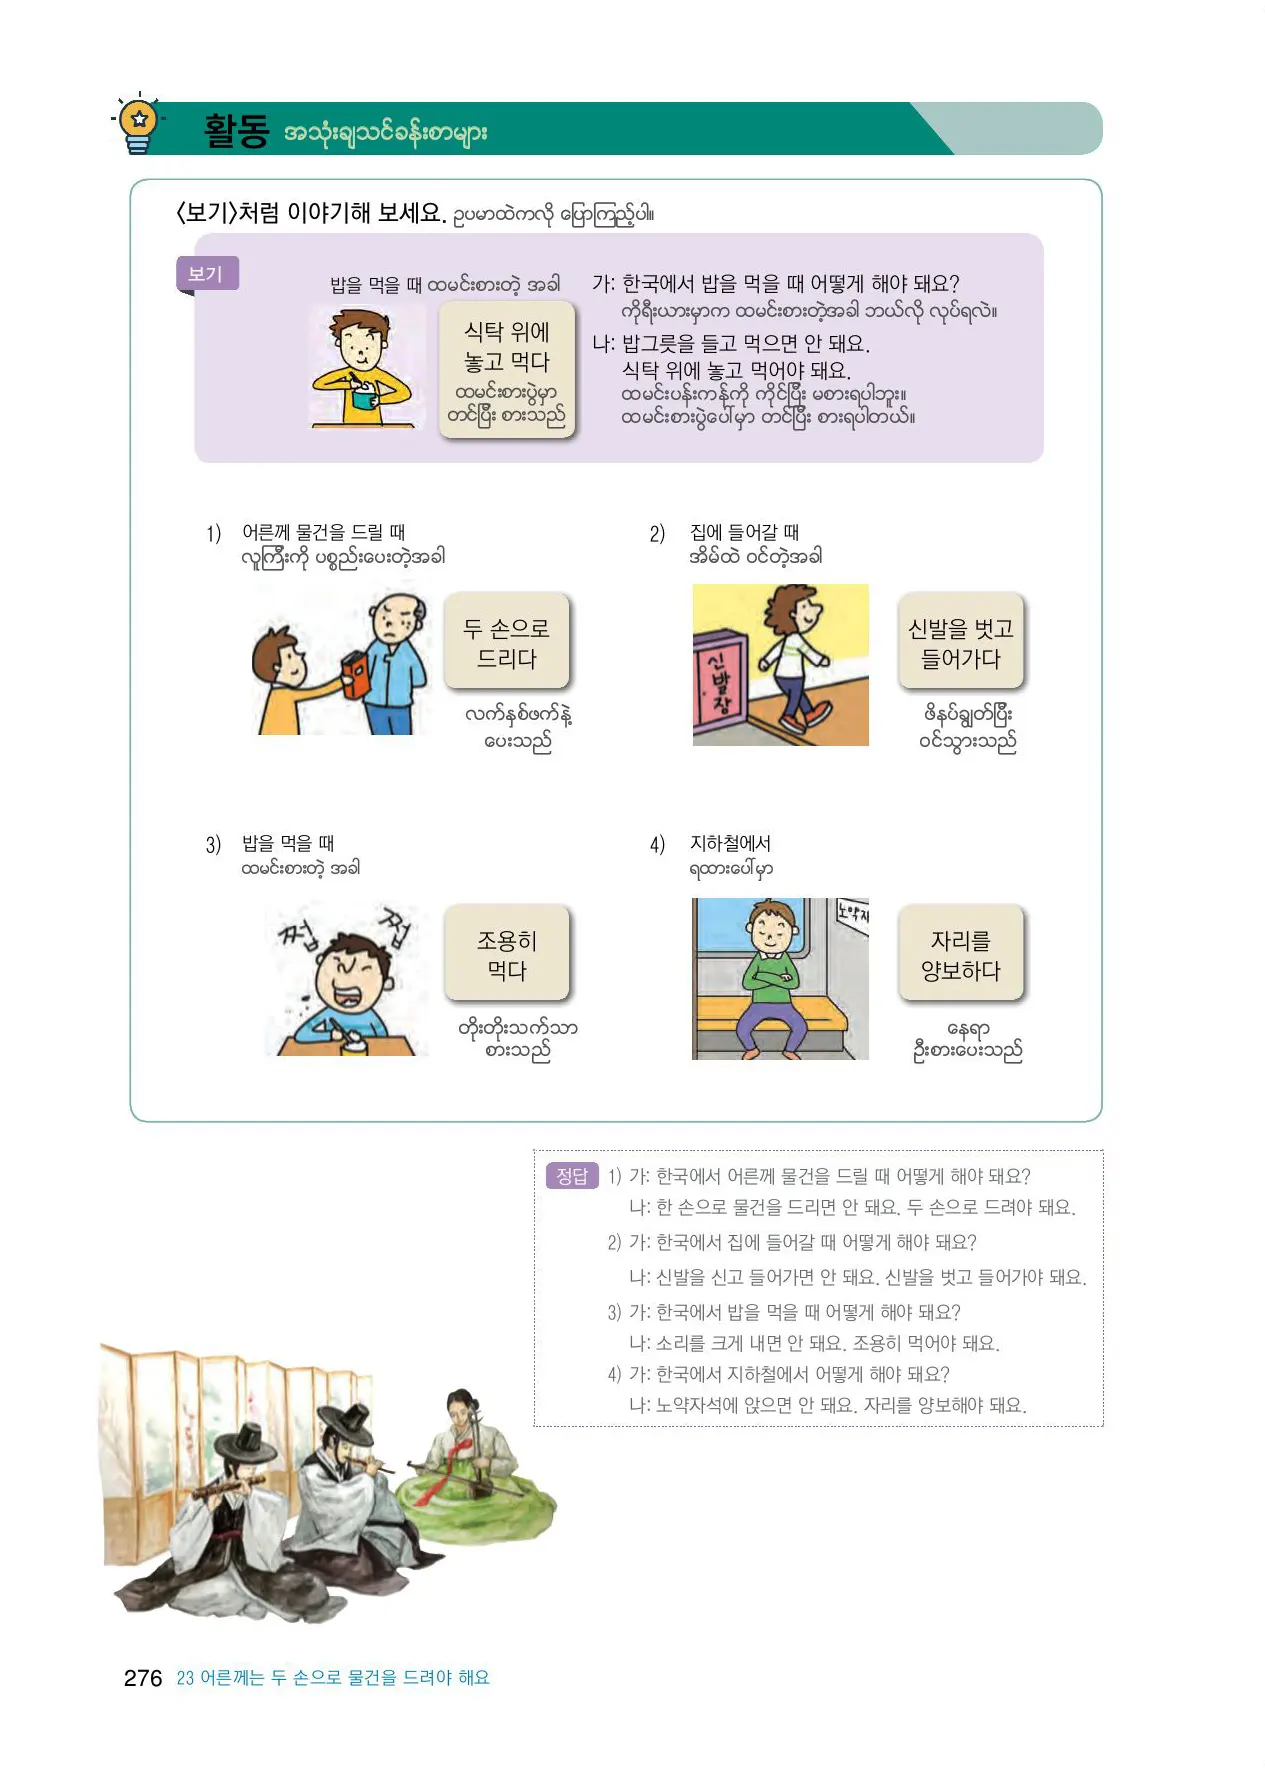 활동 အသုံးချသင်ခန်းစာများ
<보기>처럼 이야기해 보세요. ဥပမာထဲကလို ပြောကြည့်ပါ။
보기
밥을 먹을 때 ထမင်းစားတဲ့ အခါ
식탁 위에
놓고 먹다
ထမင်းစားပွဲမှာ
တင်ပြီး စားသည်
가: 한국에서 밥을 먹을 때 어떻게 해야 돼요?
ကိုရီးယားမှာက ထမင်းစားတဲ့အခါ ဘယ်လို လုပ်ရလဲ။
나: 밥그릇을 들고 먹으면 안 돼요.
식탁 위에 놓고 먹어야 돼요.
ထမင်းပန်းကန်ကို ကိုင်ပြီး မစားရပါဘူး။
ထမင်းစားပွဲပေါ်မှာ တင်ပြီး စားရပါတယ်။
1) 어른께 물건을 드릴 때
လူကြီးကို ပစ္စည်းပေးတဲ့အခါ
두 손으로
드리다
လက်နှစ်ဖက်နဲ့
ပေးသည်
2) 집에 들어갈 때
အိမ်ထဲ ဝင်တဲ့အခါ
신발장
신발을 벗고
들어가다
ဖိနပ်ချွတ်ပြီး
ဝင်သွားသည်
3) 밥을 먹을 때
ထမင်းစားတဲ့ အခါ
쩝 쩝
조용히
먹다
တိုးတိုးသက်သာ
စားသည်
4) 지하철에서
ရထားပေါ်မှာ
노약자
자리를
양보하다
နေရာ
ဦးစားပေးသည်
정답
1) 가: 한국에서 어른께 물건을 드릴 때 어떻게 해야 돼요?
나: 한 손으로 물건을 드리면 안 돼요. 두 손으로 드려야 돼요.
2) 가: 한국에서 집에 들어갈 때 어떻게 해야 돼요?
나: 신발을 신고 들어가면 안 돼요. 신발을 벗고 들어가야 돼요.
3) 가: 한국에서 밥을 먹을 때 어떻게 해야 돼요?
나: 소리를 크게 내면 안 돼요. 조용히 먹어야 돼요.
4) 가: 한국에서 지하철에서 어떻게 해야 돼요?
나: 노약자석에 앉으면 안 돼요. 자리를 양보해야 돼요.
276 23 어른께는 두 손으로 물건을 드려야 해요